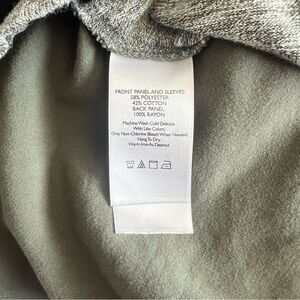 FRONT PANEL AND SLEEVES:
58% POLYESTER
42% COTTON
BACK PANEL:
100% RAYON
Machine Wash Cold Delicate
With Like Colors.
Only Non-Chlorine Bleach When Needed
Hang To Dry.
Warm Iron As Desired